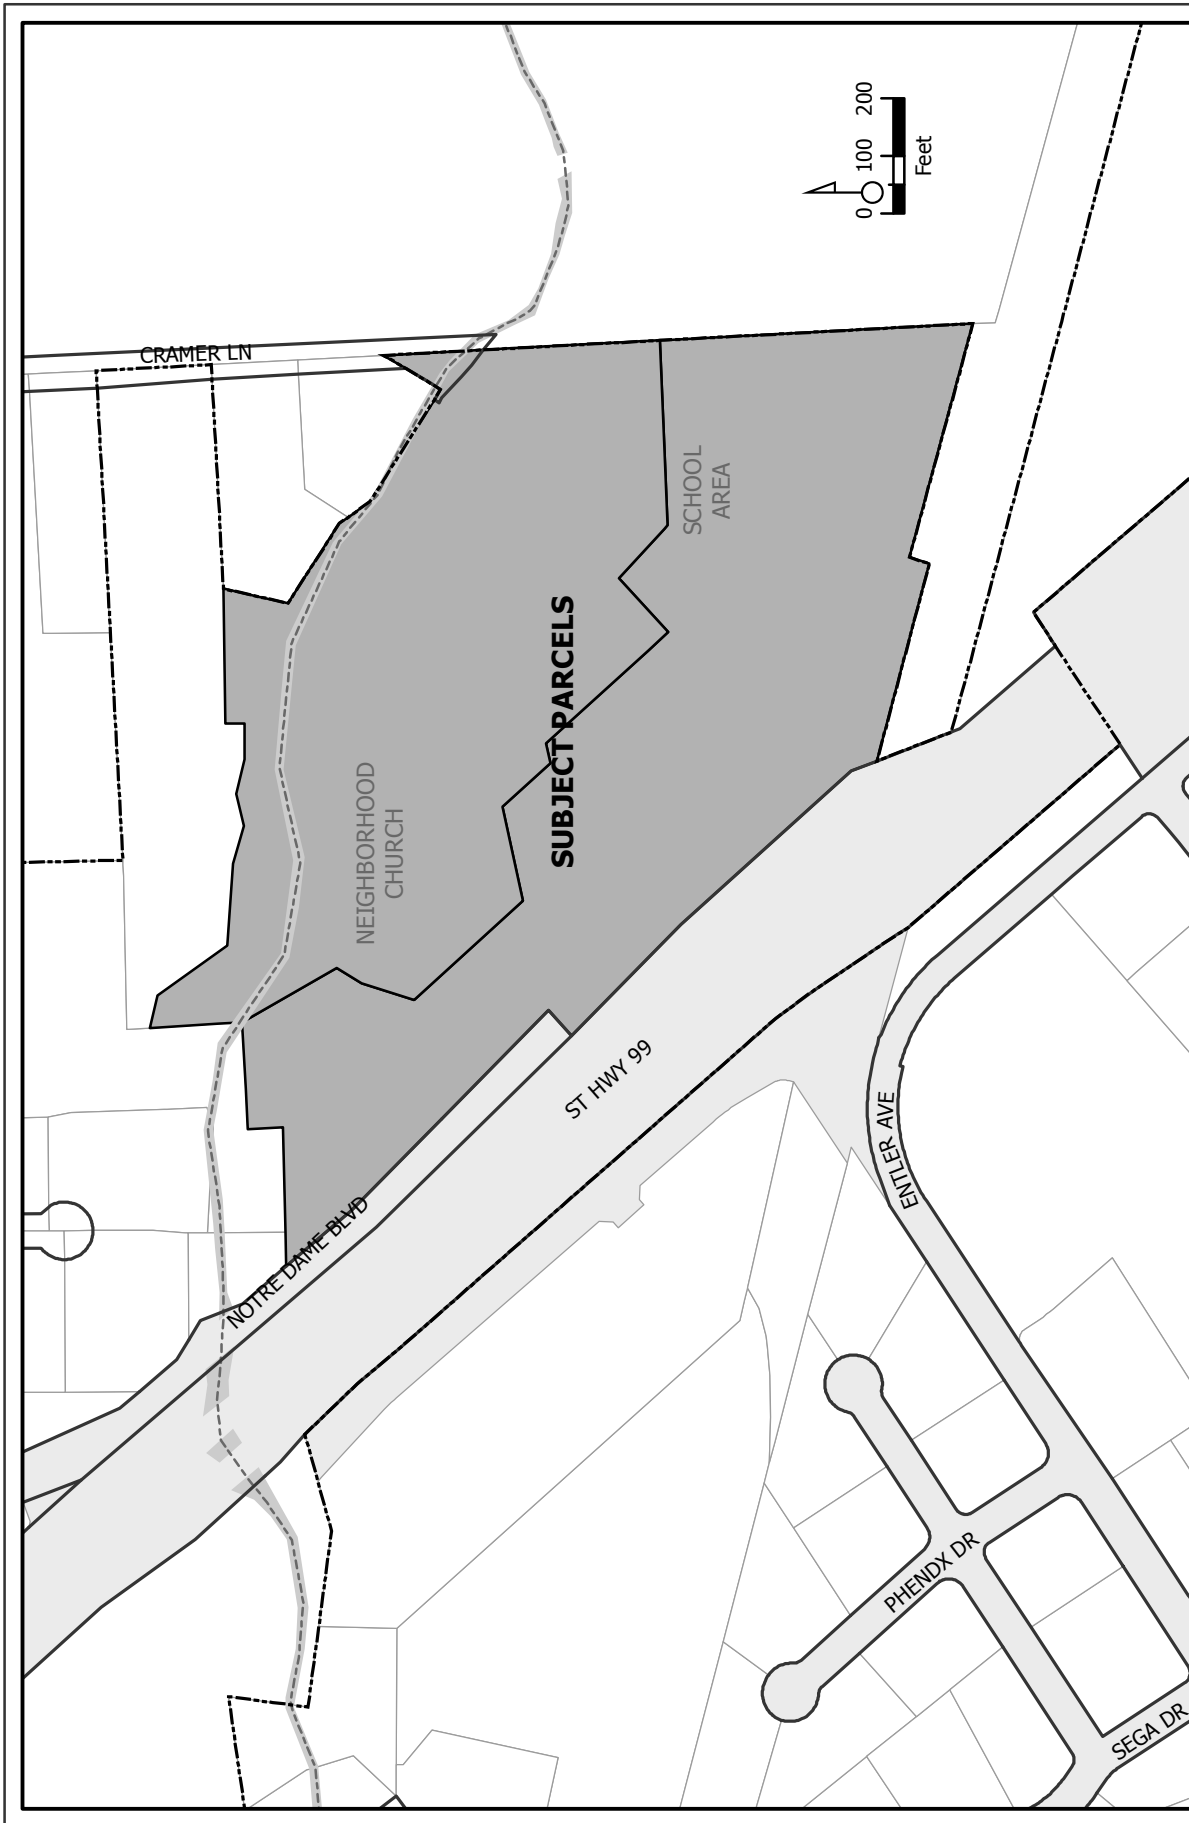 0 100 200
Feet
CRAMER LN
SCHOOL
AREA
SUBJECT PARCELS
NEIGHBORHOOD
CHURCH
ST HWY 99
NOTRE DAME BLVD
ENTLER AVE
PHENDX DR
SEGA DR